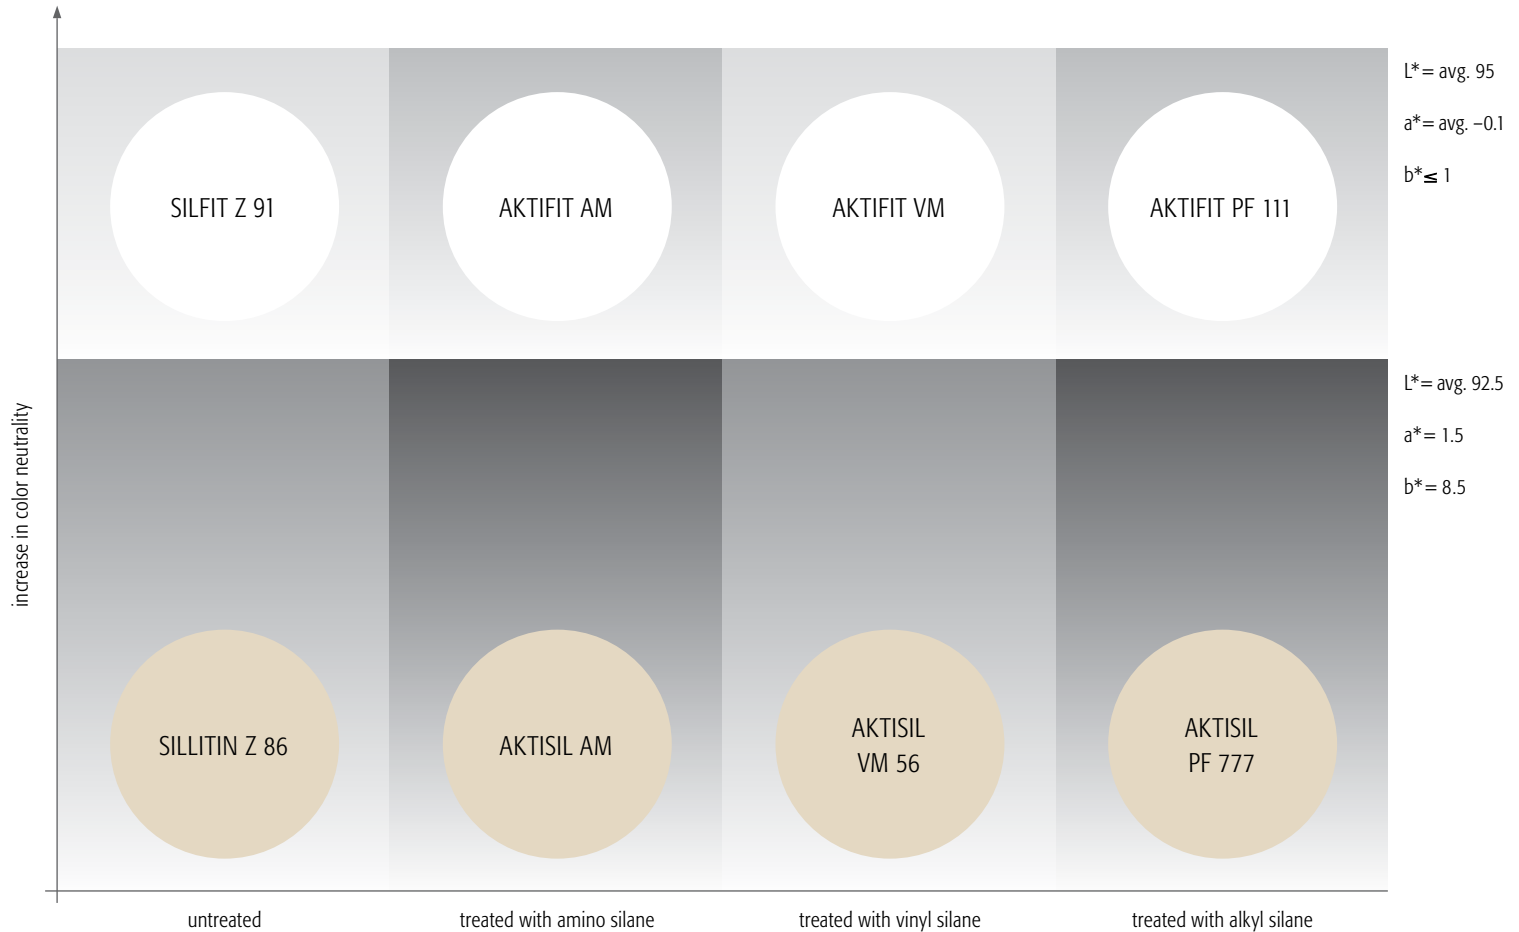 L*= avg. 95
a*= avg. –0.1
b*≤ 1
SILFIT Z 91
AKTIFIT AM
AKTIFIT VM
AKTIFIT PF 111
L*= avg. 92.5
a*= 1.5
b*= 8.5
increase in color neutrality
SILLITIN Z 86
AKTISIL AM
AKTISIL
VM 56
AKTISIL
PF 777
untreated
treated with amino silane
treated with vinyl silane
treated with alkyl silane